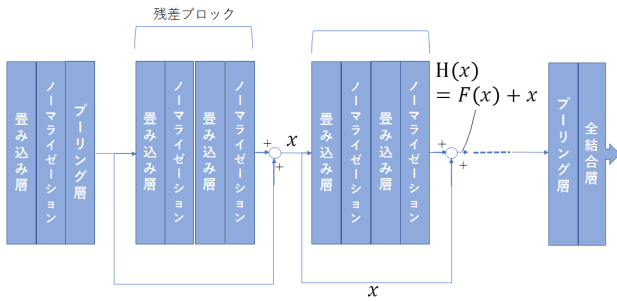 残差ブロック
畳み込み層
ノーマライゼーション
プーリング層
畳み込み層
ノーマライゼーション
畳み込み層
ノーマライゼーション
+
+
x
畳み込み層
ノーマライゼーション
畳み込み層
ノーマライゼーション
H(x)
= F(x) + x
+
+
x
プーリング層
全結合層